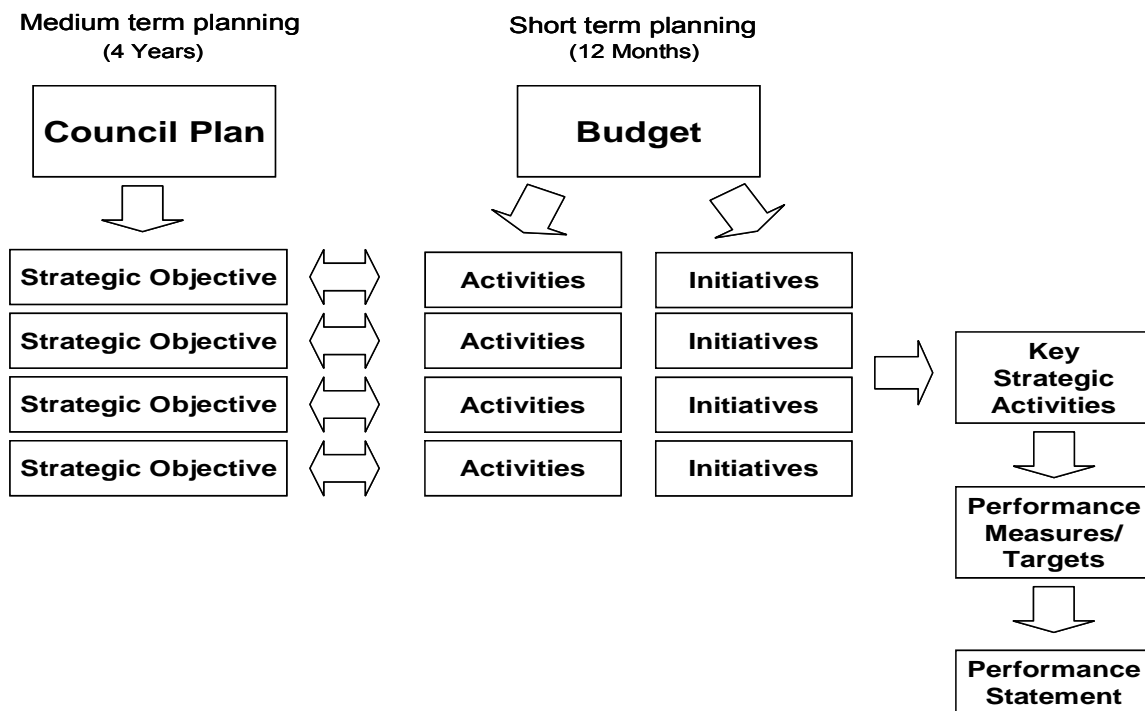 Medium term planning
(4 Years)
Short term planning
(12 Months)
Council Plan
Budget
Strategic Objective
Activities
Initiatives
Strategic Objective
Activities
Initiatives
Strategic Objective
Activities
Initiatives
Strategic Objective
Activities
Initiatives
Key
Strategic
Activities
Performance
Measures/
Targets
Performance
Statement